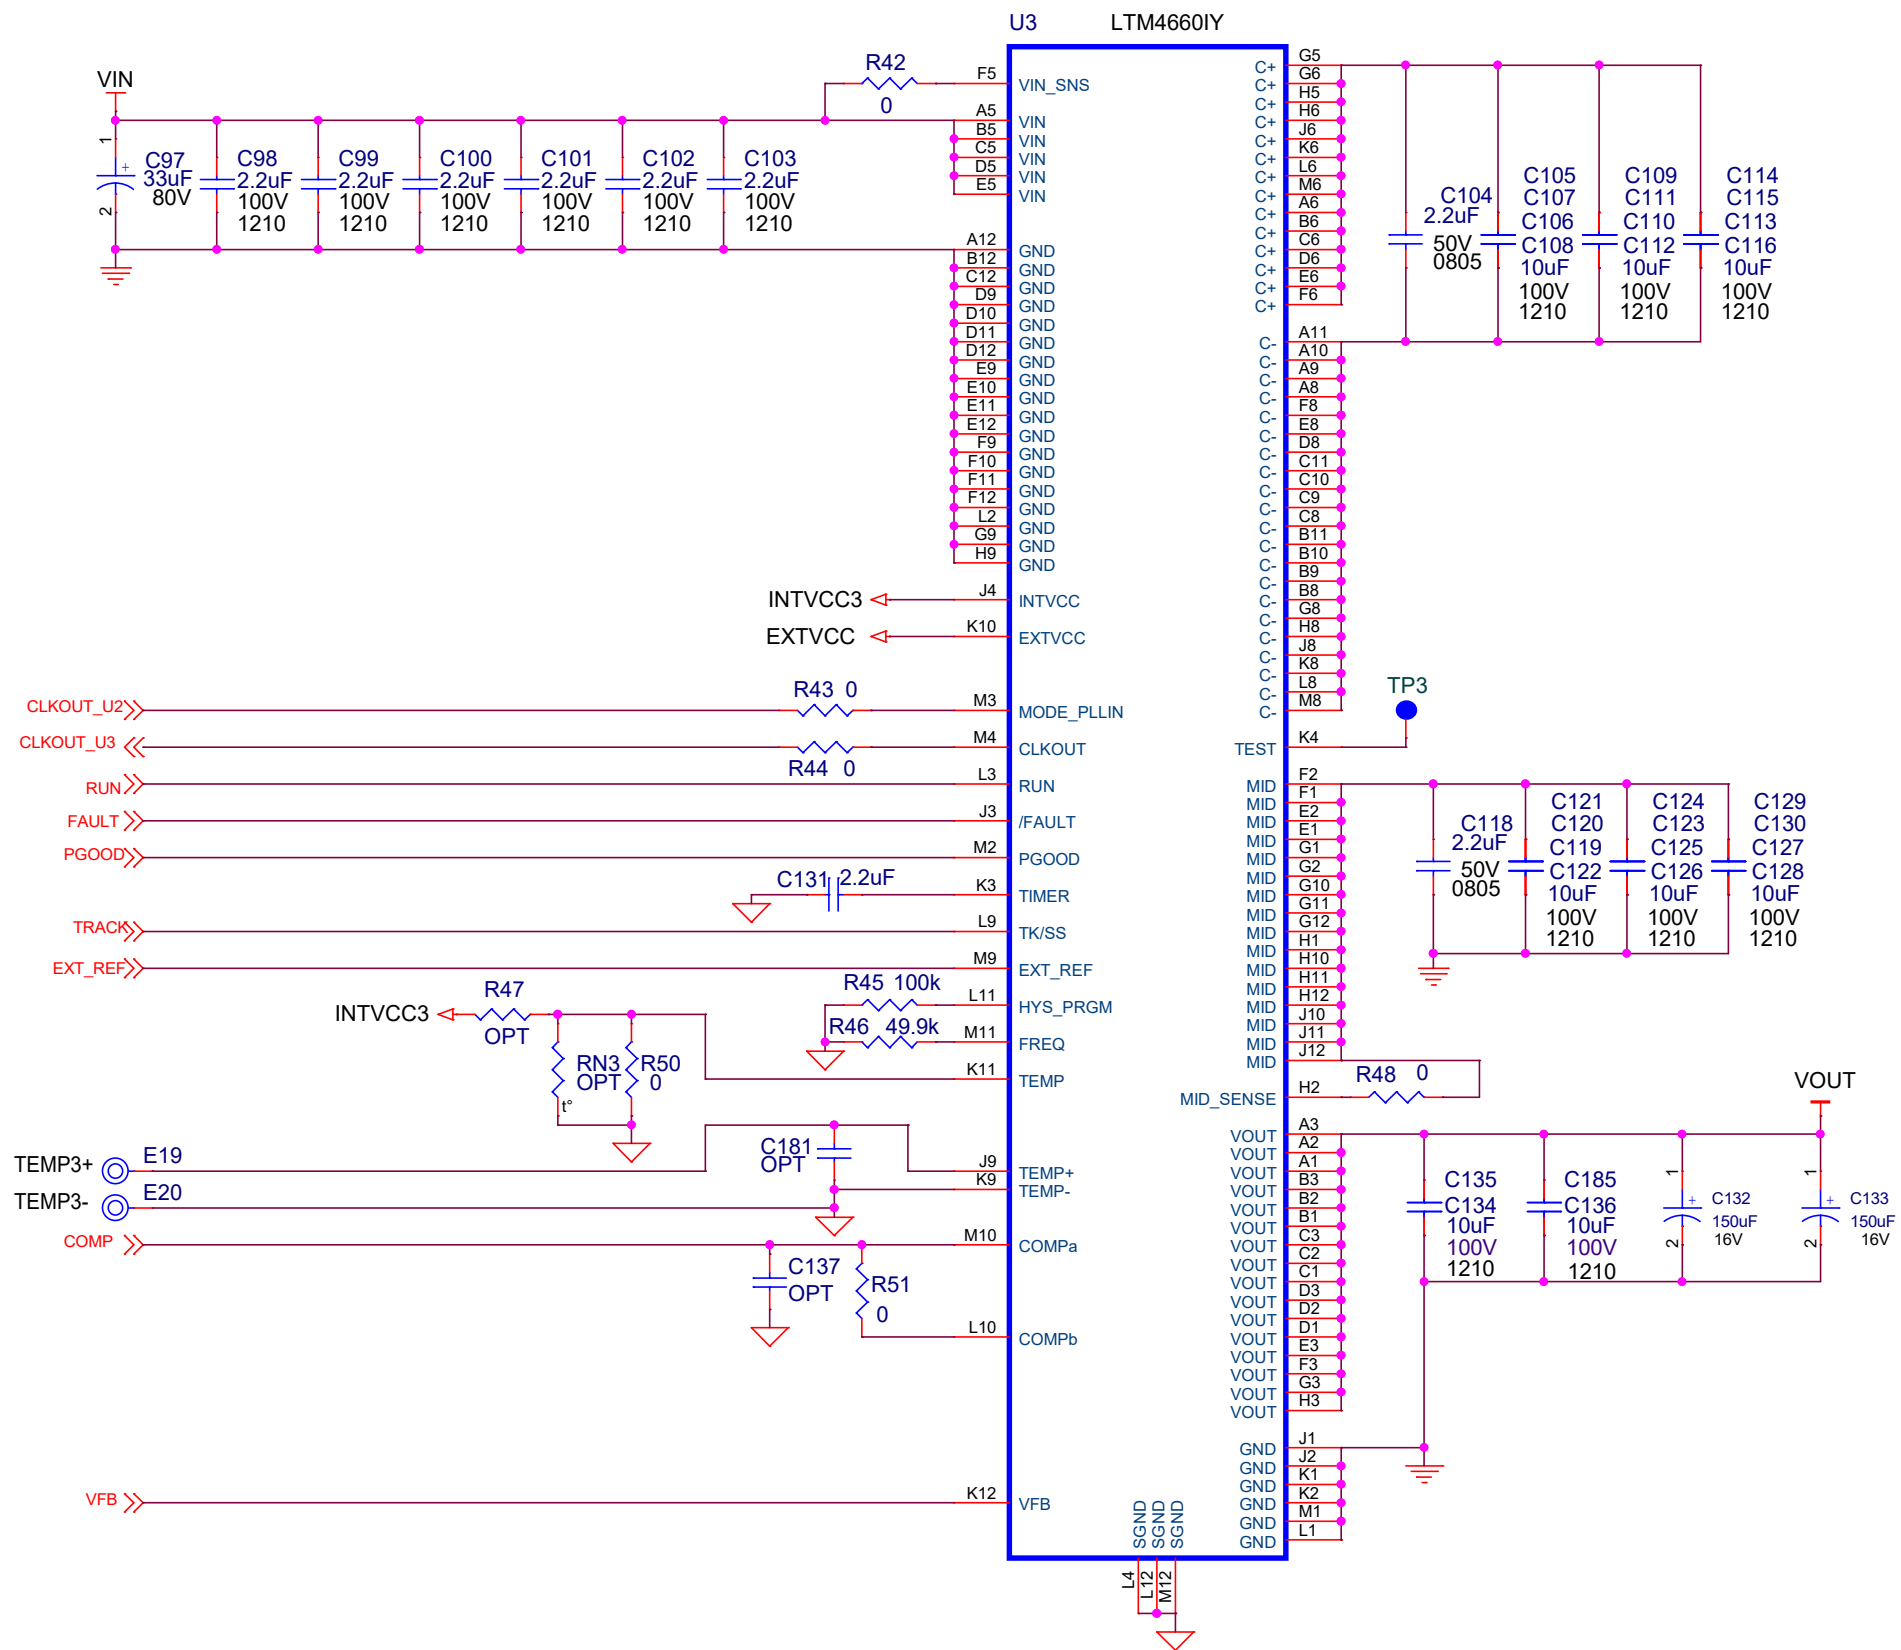 U3 LTM4660IY
VIN
R42
0
1
2
C97
33uF
80V
C98
2.2uF
100V
1210
C99
2.2uF
100V
1210
C100
2.2uF
100V
1210
C101
2.2uF
100V
1210
C102
2.2uF
100V
1210
C103
2.2uF
100V
1210
F5 VIN_SNS
A5 VIN
B5 VIN
C5 VIN
D5 VIN
E5 VIN
A12 GND
B12 GND
C12 GND
D9 GND
D10 GND
D11 GND
D12 GND
E9 GND
E10 GND
E11 GND
E12 GND
F9 GND
F10 GND
F11 GND
F12 GND
L2 GND
G9 GND
H9 GND
INTVCC3 J4 INTVCC
EXTVCC K10 EXTVCC
CLKOUT_U2 R43 0 M3 MODE_PLLIN
CLKOUT_U3 R44 0 M4 CLKOUT
RUN L3 RUN
FAULT J3 /FAULT
PGOOD M2 PGOOD
C131 2.2uF K3 TIMER
TRACK L9 TK/SS
EXT_REF M9 EXT_REF
R45 100k L11 HYS_PRGM
R46 49.9k M11 FREQ
INTVCC3
R47
OPT
RN3
OPT
t°
R50
0
K11 TEMP
TEMP3+ E19
TEMP3- E20
C181
OPT
J9 TEMP+
K9 TEMP-
COMP M10 COMPa
C137
OPT
R51
0
L10 COMPb
VFB K12 VFB
SGND
SGND
SGND
L4
L12
M12
C+ G5
C+ G6
C+ H5
C+ H6
C+ J6
C+ K6
C+ L6
C+ M6
C+ A6
C+ B6
C+ C6
C+ D6
C+ E6
C+ F6
C104
2.2uF
50V
0805
C105
C107
C106
C108
10uF
100V
1210
C109
C111
C110
C112
10uF
100V
1210
C114
C115
C113
C116
10uF
100V
1210
C- A11
C- A10
C- A9
C- A8
C- F8
C- E8
C- D8
C- C11
C- C10
C- C9
C- C8
C- B11
C- B10
C- B9
C- B8
C- G8
C- H8
C- J8
C- K8
C- L8
C- M8
TP3
TEST K4
MID F2
MID F1
MID E2
MID E1
MID G1
MID G2
MID G10
MID G11
MID G12
MID H1
MID H10
MID H11
MID H12
MID J10
MID J11
MID J12
C118
2.2uF
50V
0805
C121
C120
C119
C122
10uF
100V
1210
C124
C123
C125
C126
10uF
100V
1210
C129
C130
C127
C128
10uF
100V
1210
MID_SENSE H2 R48 0
VOUT
VOUT A3
VOUT A2
VOUT A1
VOUT B3
VOUT B2
VOUT B1
VOUT C3
VOUT C2
VOUT C1
VOUT D3
VOUT D2
VOUT D1
VOUT E3
VOUT F3
VOUT G3
VOUT H3
C135
C134
10uF
100V
1210
C185
C136
10uF
100V
1210
1
2
C132
150uF
16V
1
2
C133
150uF
16V
GND J1
GND J2
GND K1
GND K2
GND M1
GND L1